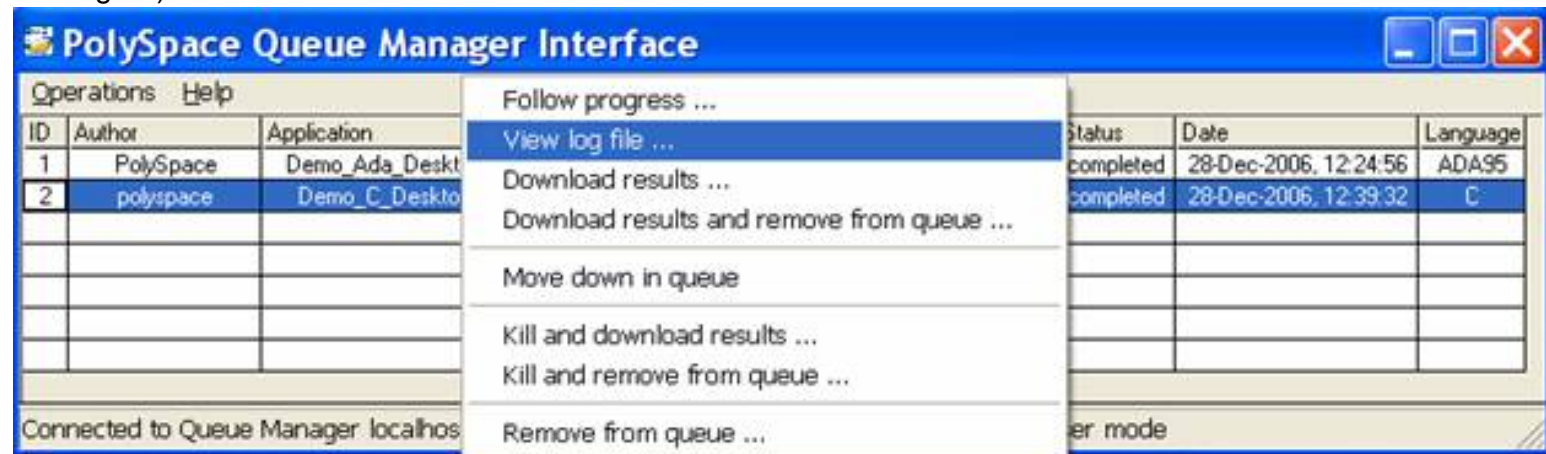 PolySpace Queue Manager Interface
Operations Help
ID Author Application Status Date Language
1 PolySpace Demo_Ada_Deskt completed 28-Dec-2006, 12:24:56 ADA95
2 polyspace Demo_C_Deskto completed 28-Dec-2006, 12:39:32 C
Follow progress ...
View log file ...
Download results ...
Download results and remove from queue ...
Move down in queue
Kill and download results ...
Kill and remove from queue ...
Remove from queue ...
Connected to Queue Manager localhos er mode